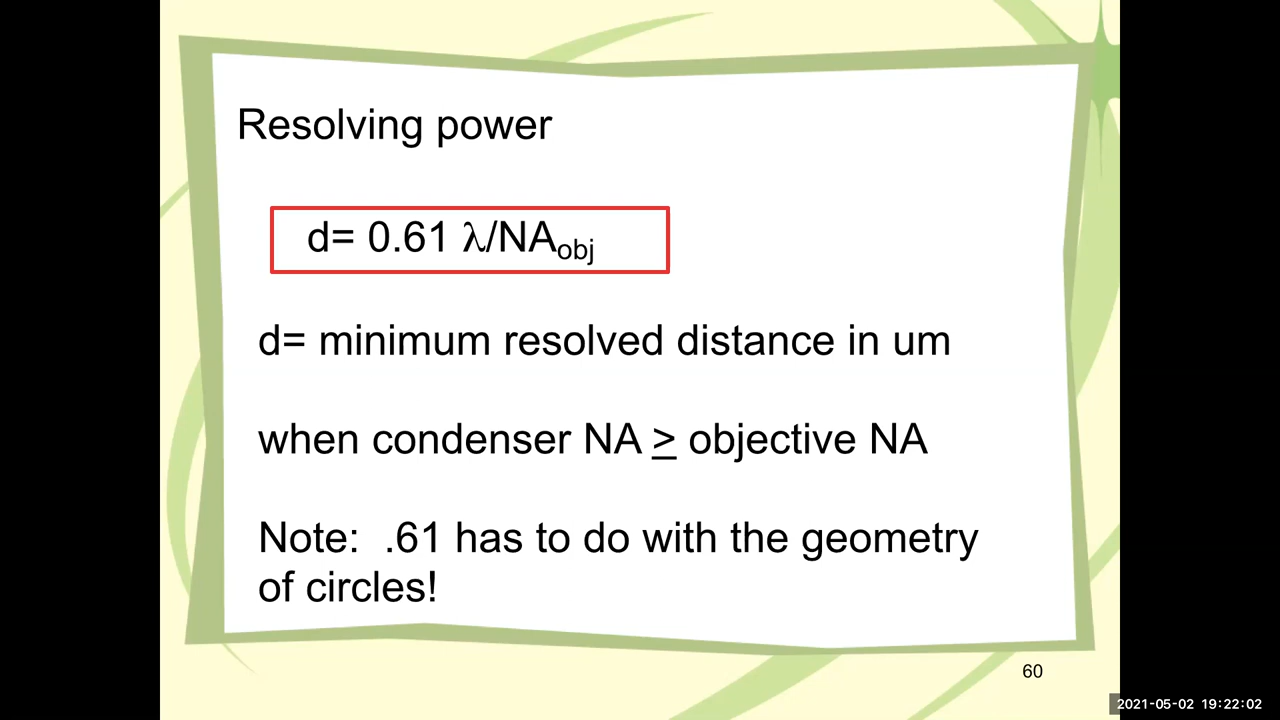 Resolving power
d= 0.61 λ/NAobj
d= minimum resolved distance in um
when condenser NA ≥ objective NA
Note:  .61 has to do with the geometry
of circles!
60
2021-05-02 19:22:02